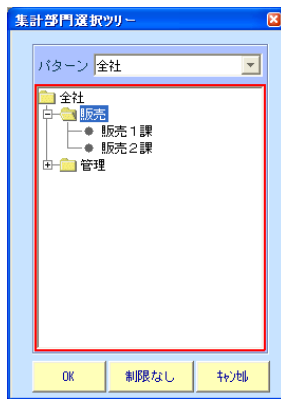 集計部門選択ツリー
パターン 全社
全社
販売
販売1課
販売2課
管理
OK 制限なし ｷｬﾝｾﾙ